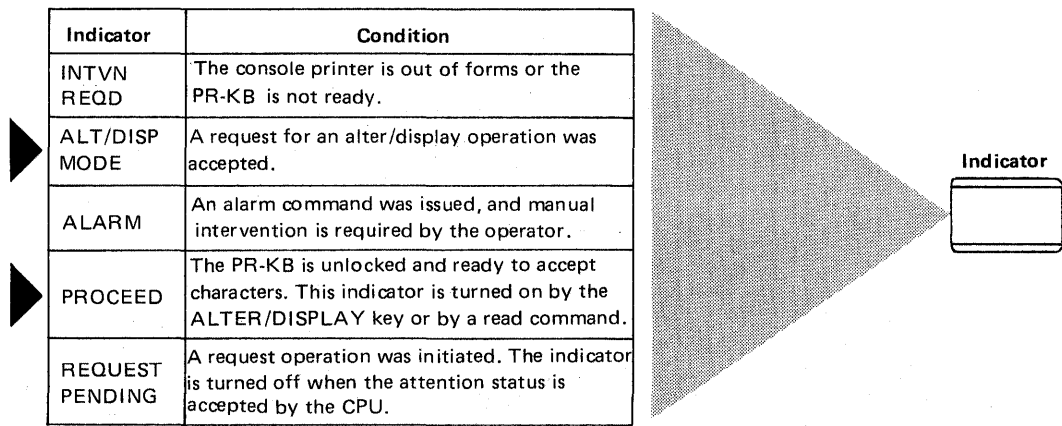 Indicator Condition
INTVN REQD The console printer is out of forms or the
PR-KB is not ready.
ALT/DISP MODE A request for an alter/display operation was
accepted.
ALARM An alarm command was issued, and manual
intervention is required by the operator.
PROCEED The PR-KB is unlocked and ready to accept
characters. This indicator is turned on by the
ALTER/DISPLAY key or by a read command.
REQUEST PENDING A request operation was initiated. The indicator
is turned off when the attention status is
accepted by the CPU.
Indicator